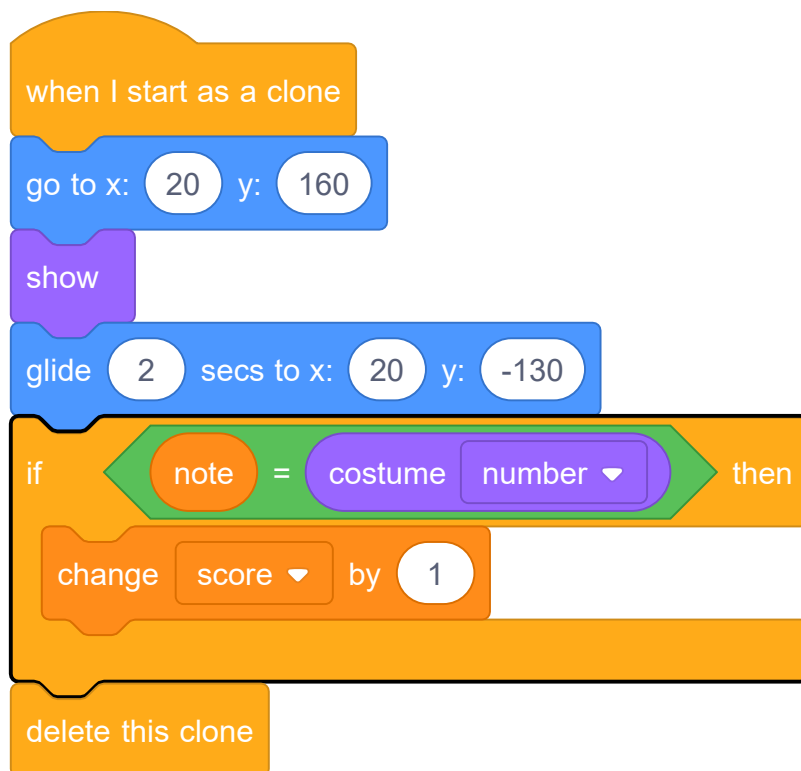 when I start as a clone
go to x: 20 y: 160
show
glide 2 secs to x: 20 y: -130
if note = costume number then
change score by 1
delete this clone